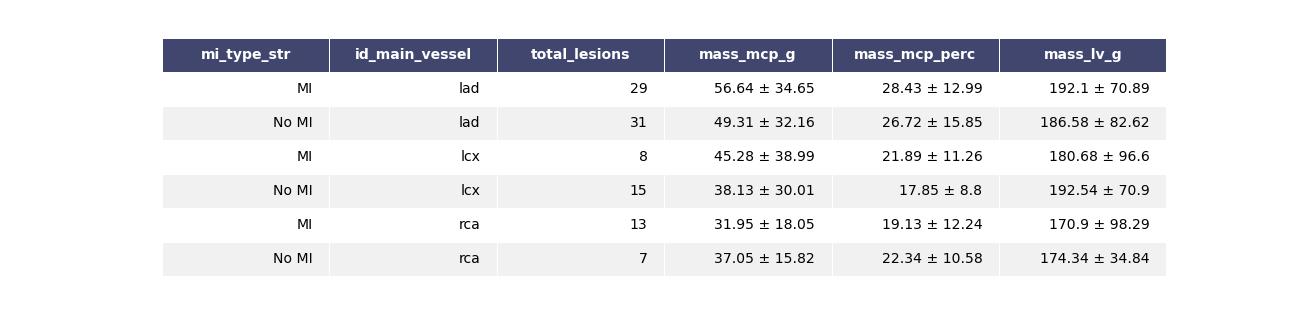 mi_type_str id_main_vessel total_lesions mass_mcp_g mass_mcp_perc mass_lv_g
MI lad 29 56.64 ± 34.65 28.43 ± 12.99 192.1 ± 70.89
No MI lad 31 49.31 ± 32.16 26.72 ± 15.85 186.58 ± 82.62
MI lcx 8 45.28 ± 38.99 21.89 ± 11.26 180.68 ± 96.6
No MI lcx 15 38.13 ± 30.01 17.85 ± 8.8 192.54 ± 70.9
MI rca 13 31.95 ± 18.05 19.13 ± 12.24 170.9 ± 98.29
No MI rca 7 37.05 ± 15.82 22.34 ± 10.58 174.34 ± 34.84